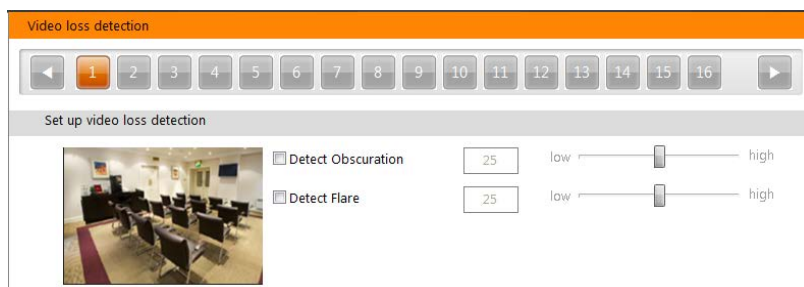 Video loss detection
1 2 3 4 5 6 7 8 9 10 11 12 13 14 15 16
Set up video loss detection
Detect Obscuration 25 low high
Detect Flare 25 low high